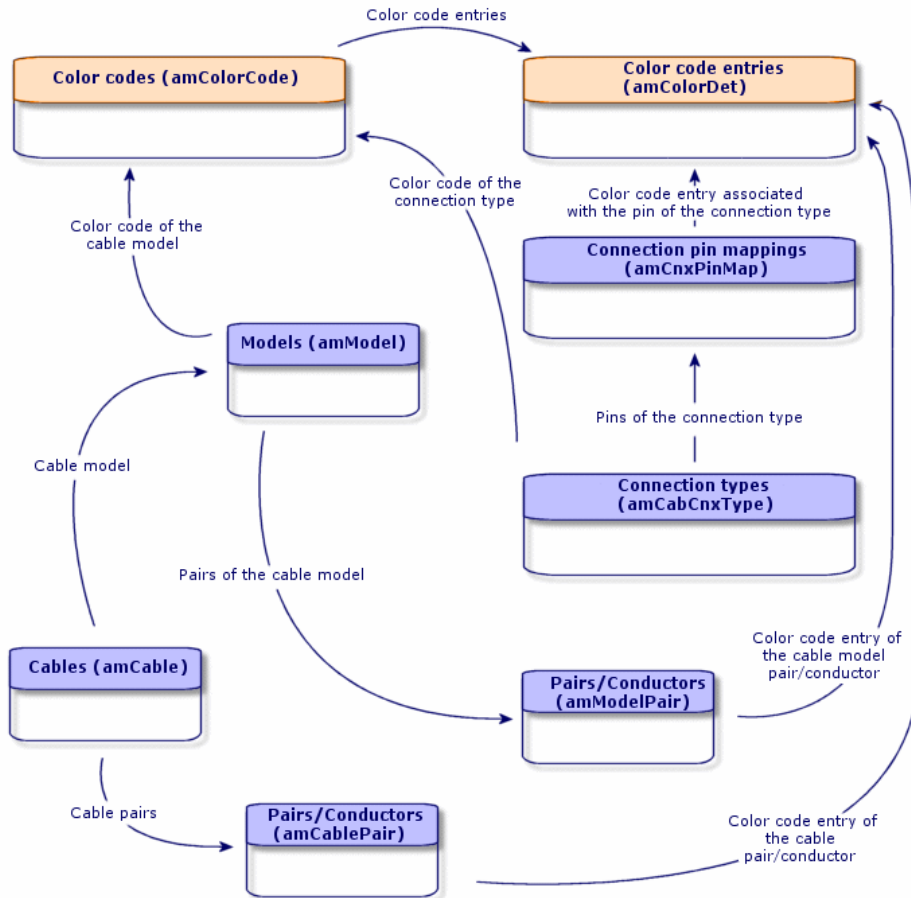 Color code entries
Color codes (amColorCode)
Color code entries
(amColorDet)
Color code of the
connection type
Color code entry associated
with the pin of the connection type
Color code of the
cable model
Connection pin mappings
(amCnxPinMap)
Models (amModel)
Pins of the connection type
Cable model
Connection types
(amCabCnxType)
Pairs of the cable model
Color code entry of
the cable model
pair/conductor
Cables (amCable)
Pairs/Conductors
(amModelPair)
Cable pairs
Pairs/Conductors
(amCablePair)
Color code entry of
the cable
pair/conductor